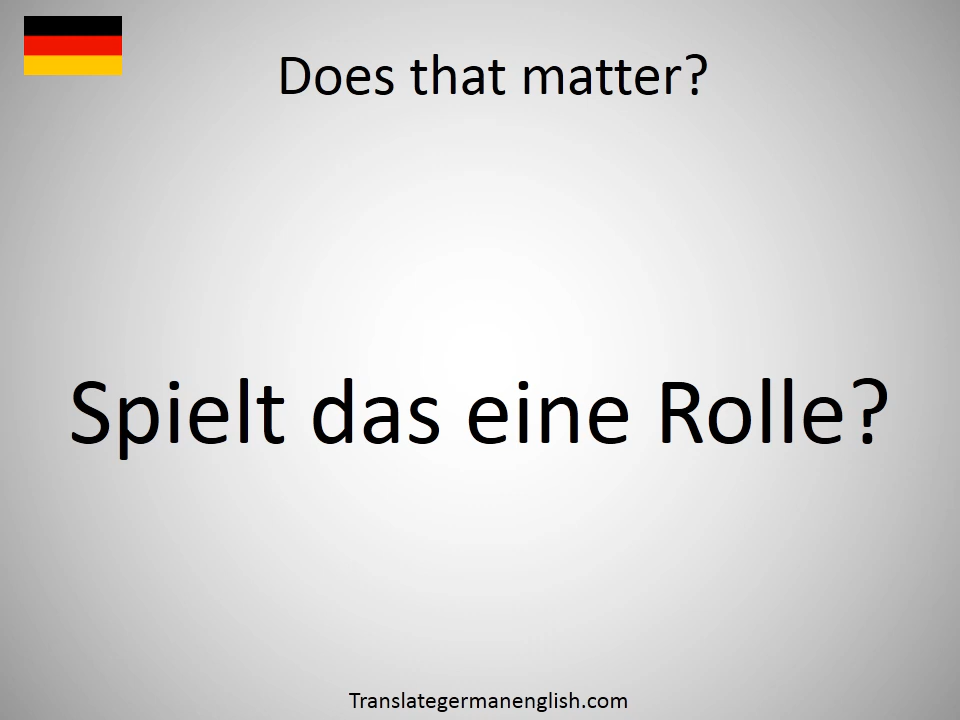 Does that matter?
Spielt das eine Rolle?
Translategermanenglish.com